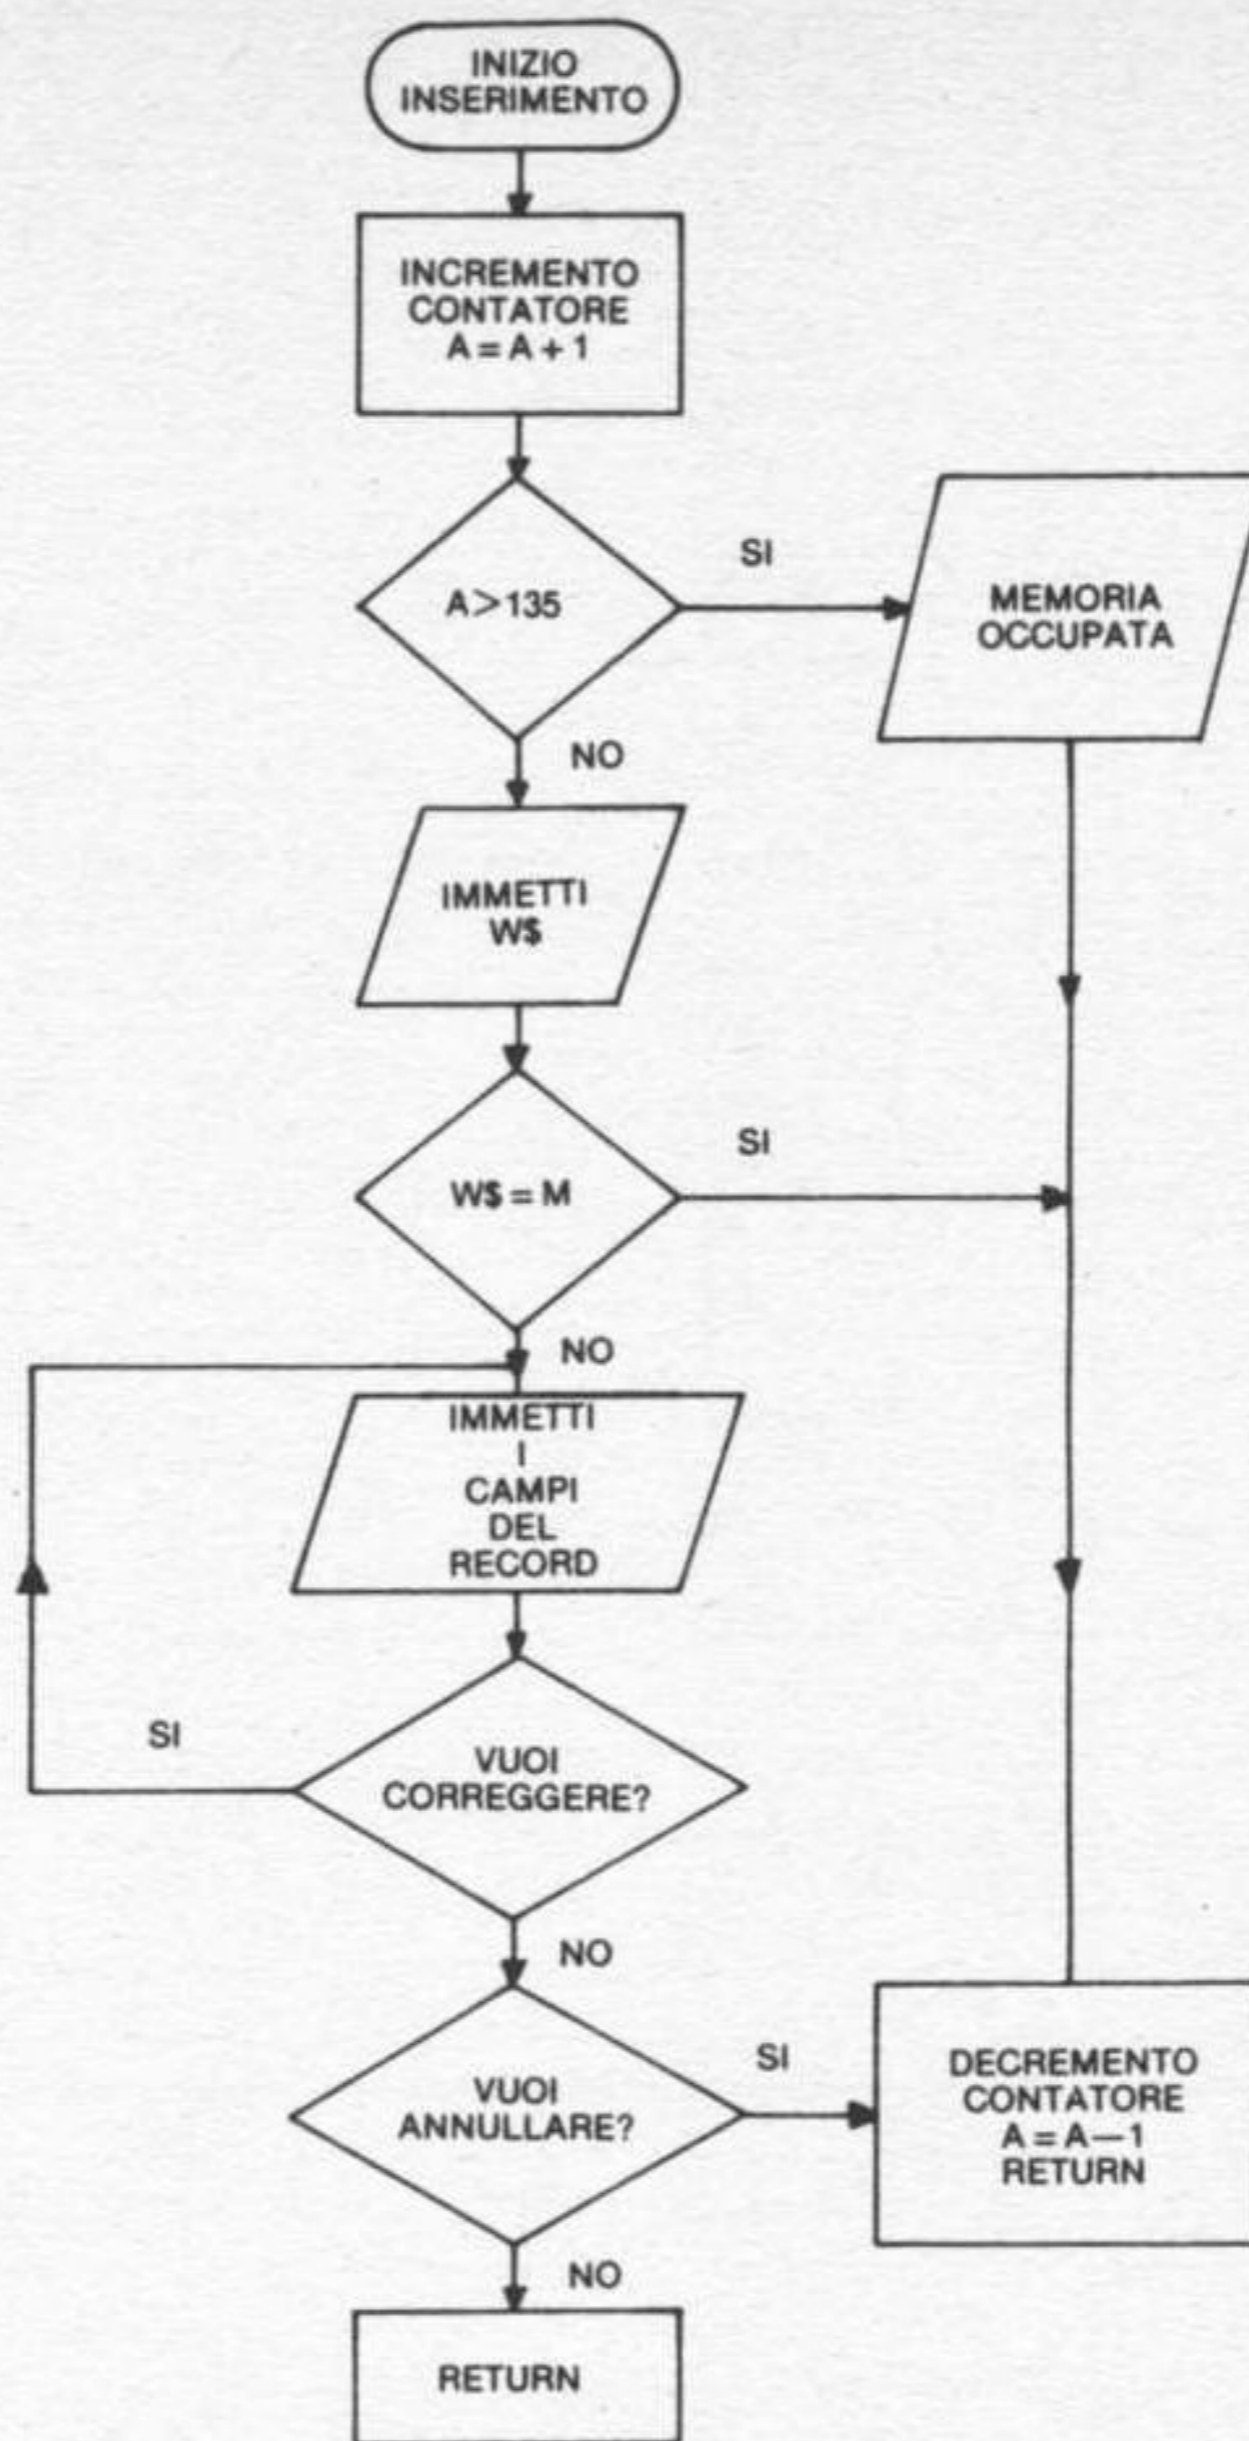 INIZIO
INSERIMENTO
INCREMENTO
CONTATORE
A = A + 1
A>135
SI
MEMORIA
OCCUPATA
NO
IMMETTI
W$
W$ = M
SI
NO
IMMETTI
I
CAMPI
DEL
RECORD
VUOI
CORREGGERE?
SI
NO
VUOI
ANNULLARE?
SI
DECREMENTO
CONTATORE
A = A—1
RETURN
NO
RETURN